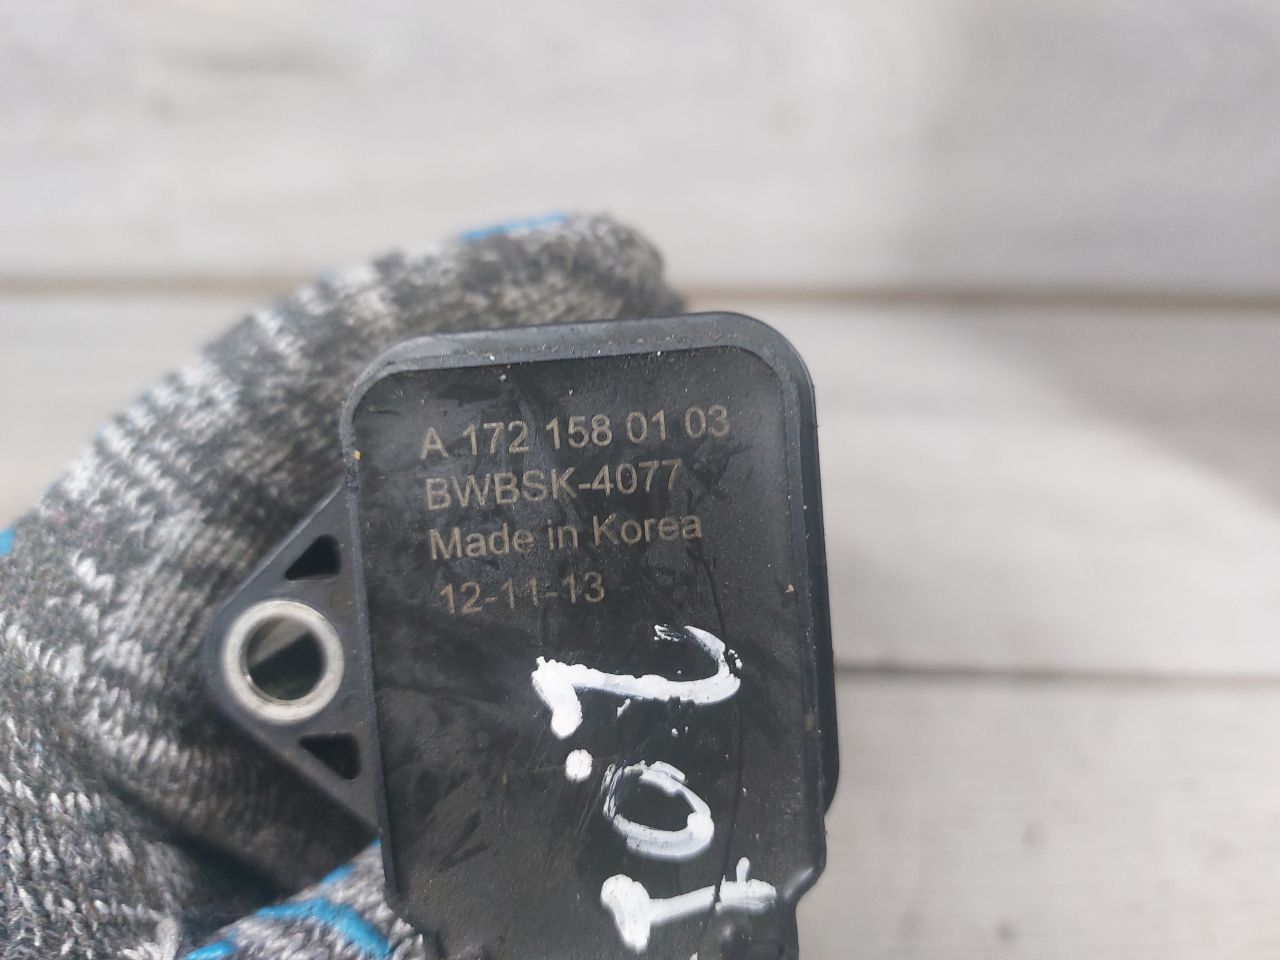 A 172 158 01 03
BWBSK-4077
Made in Korea
12-11-13